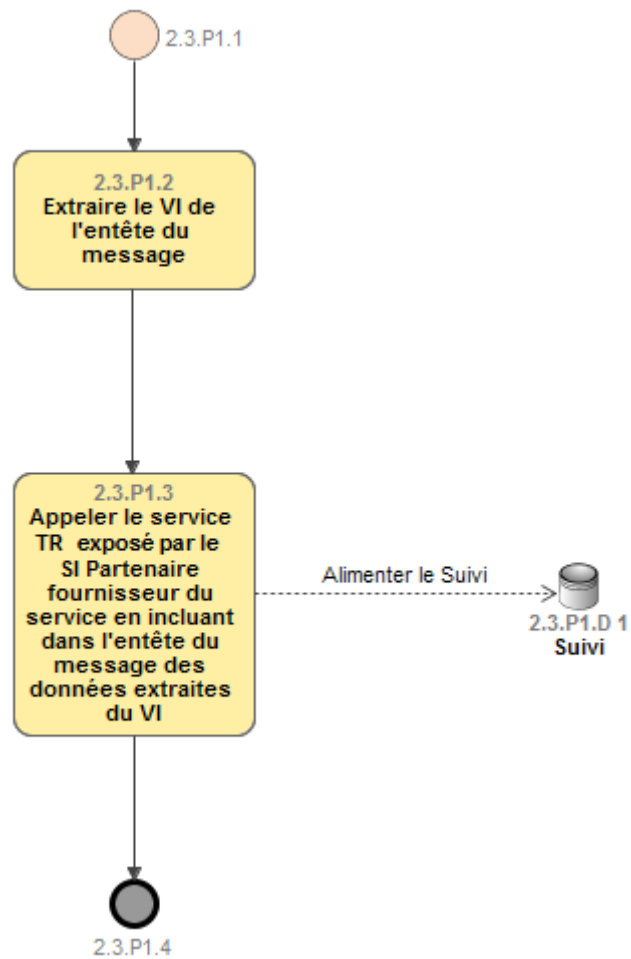 2.3.P1.1
2.3.P1.2
Extraire le VI de
l'entête du
message
2.3.P1.3
Appeler le service
TR exposé par le
SI Partenaire
fournisseur du
service en incluant
dans l'entête du
message des
données extraites
du VI
Alimenter le Suivi
2.3.P1.D 1
Suivi
2.3.P1.4